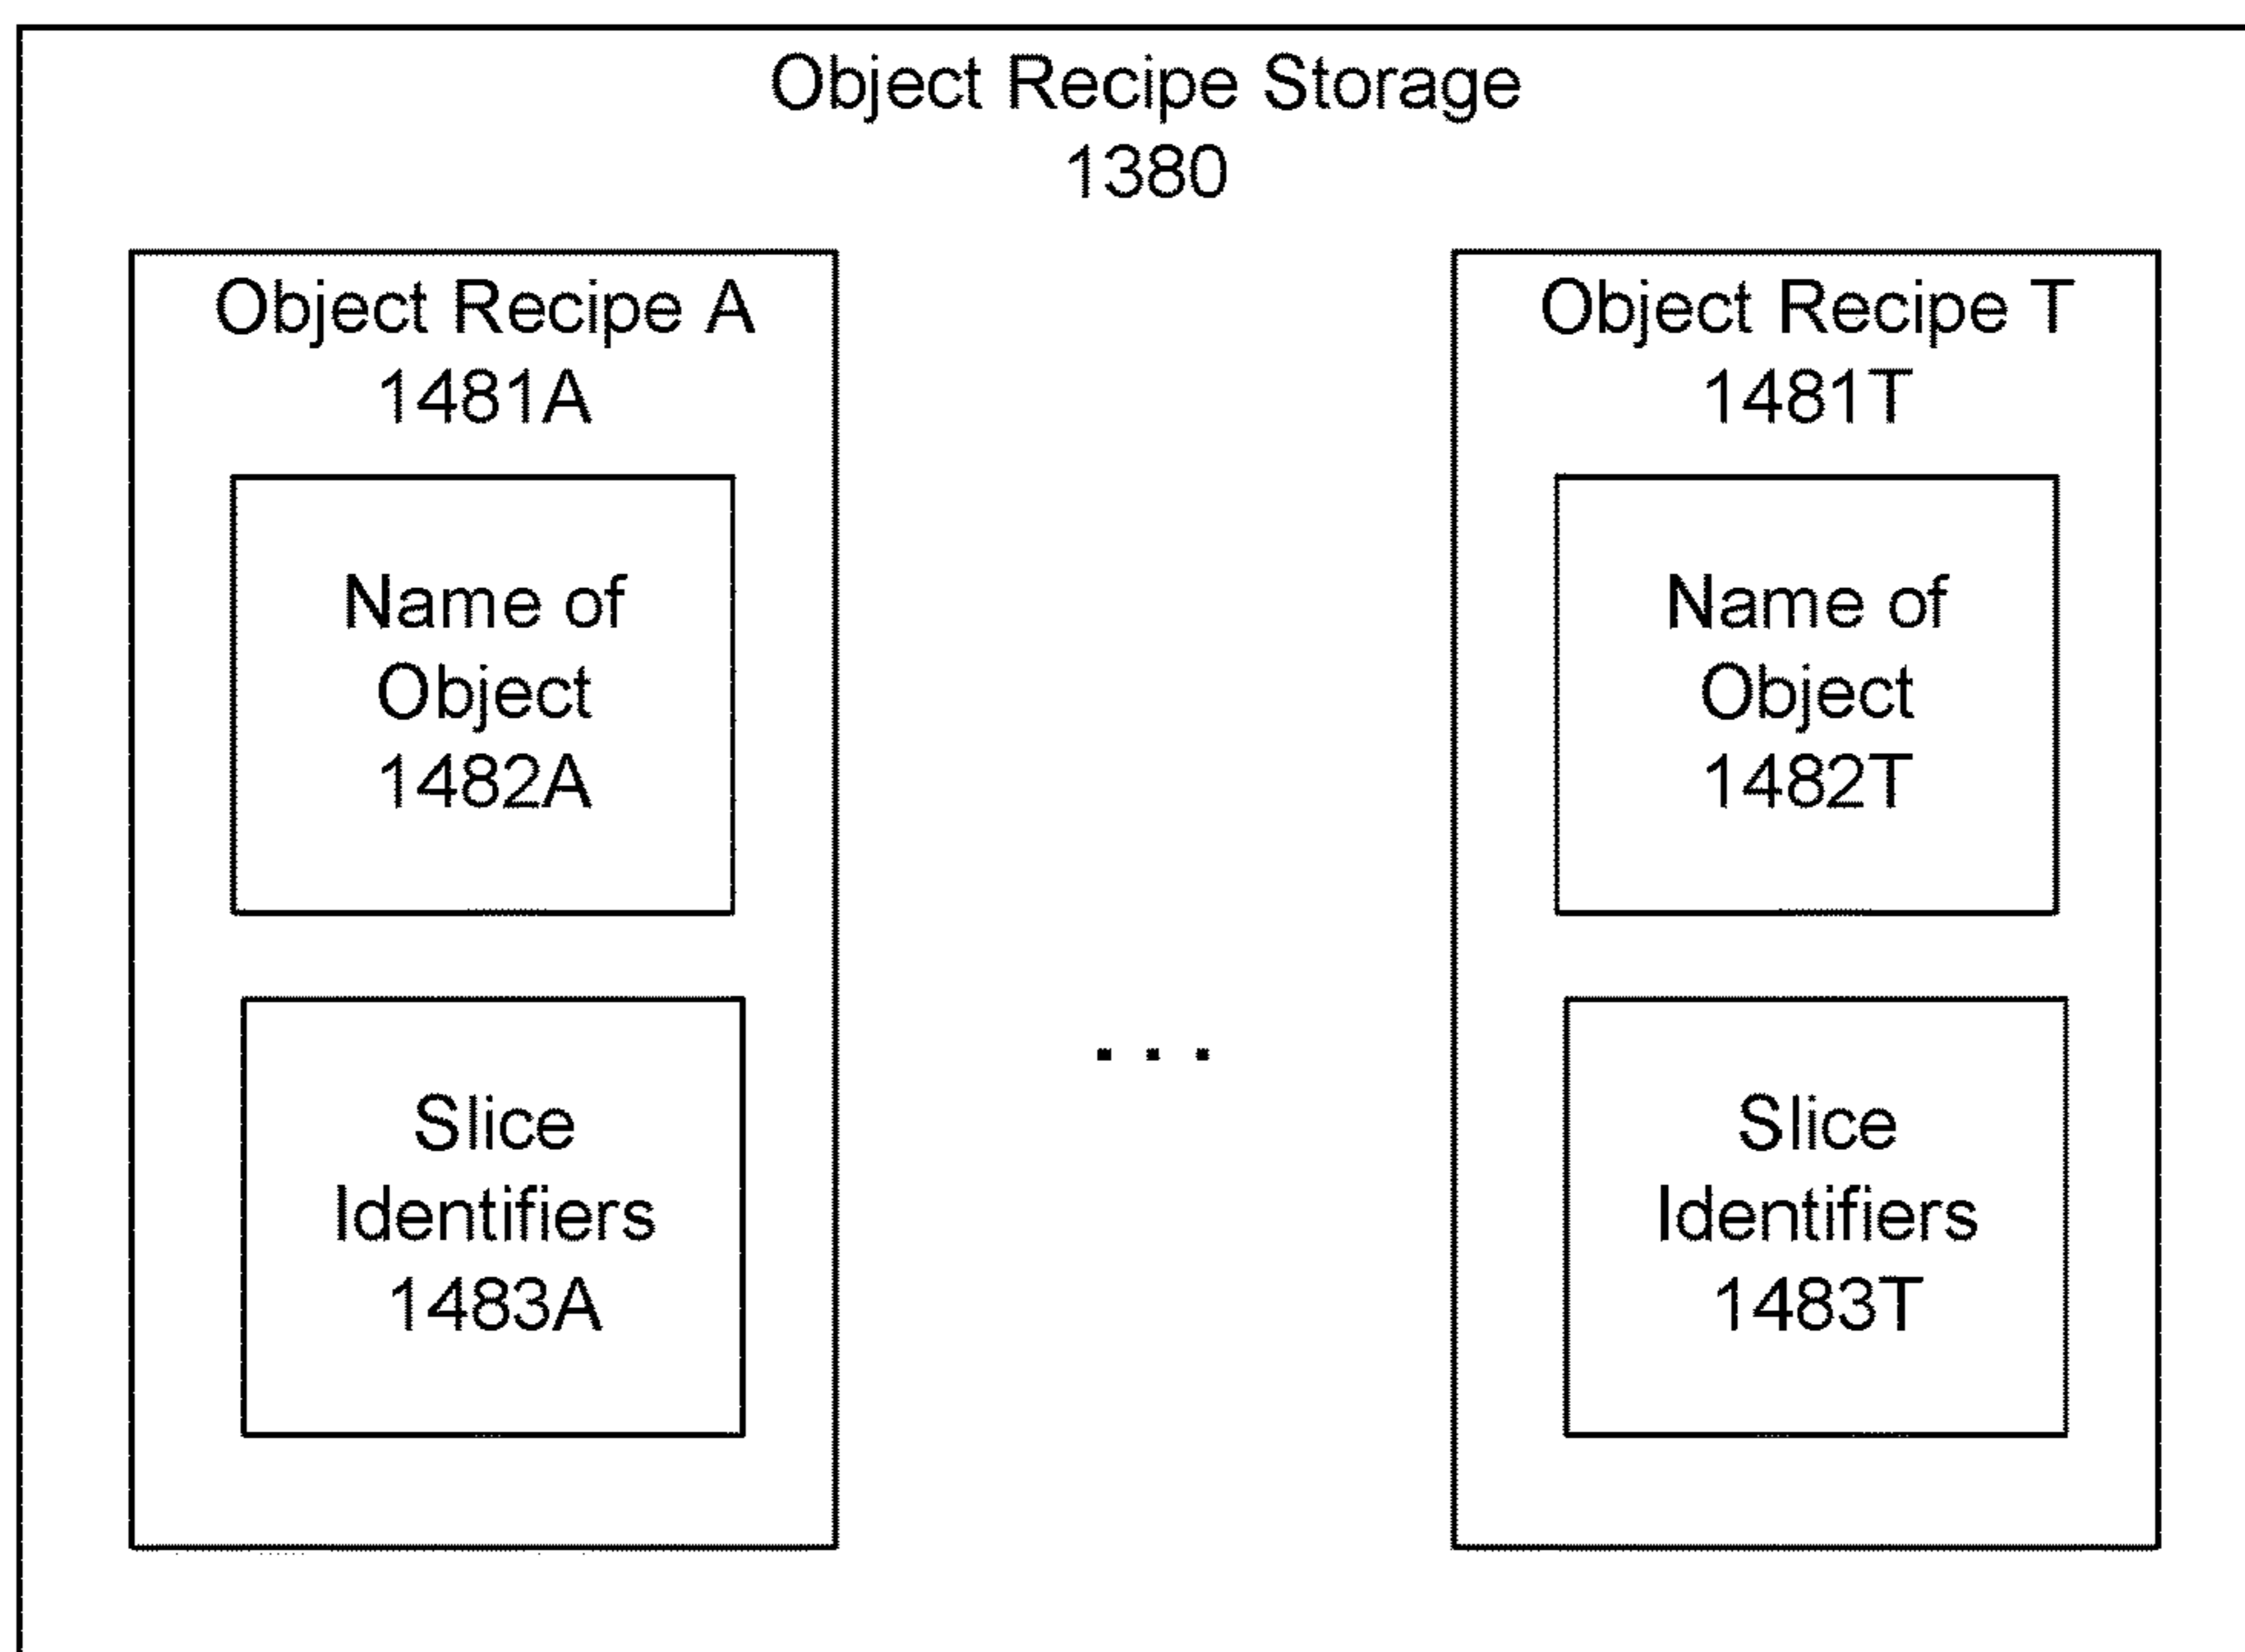 Object Recipe Storage
1380
Object Recipe A
1481A
Name of
Object
1482A
Slice
Identifiers
1483A
. . .
Object Recipe T
1481T
Name of
Object
1482T
Slice
Identifiers
1483T